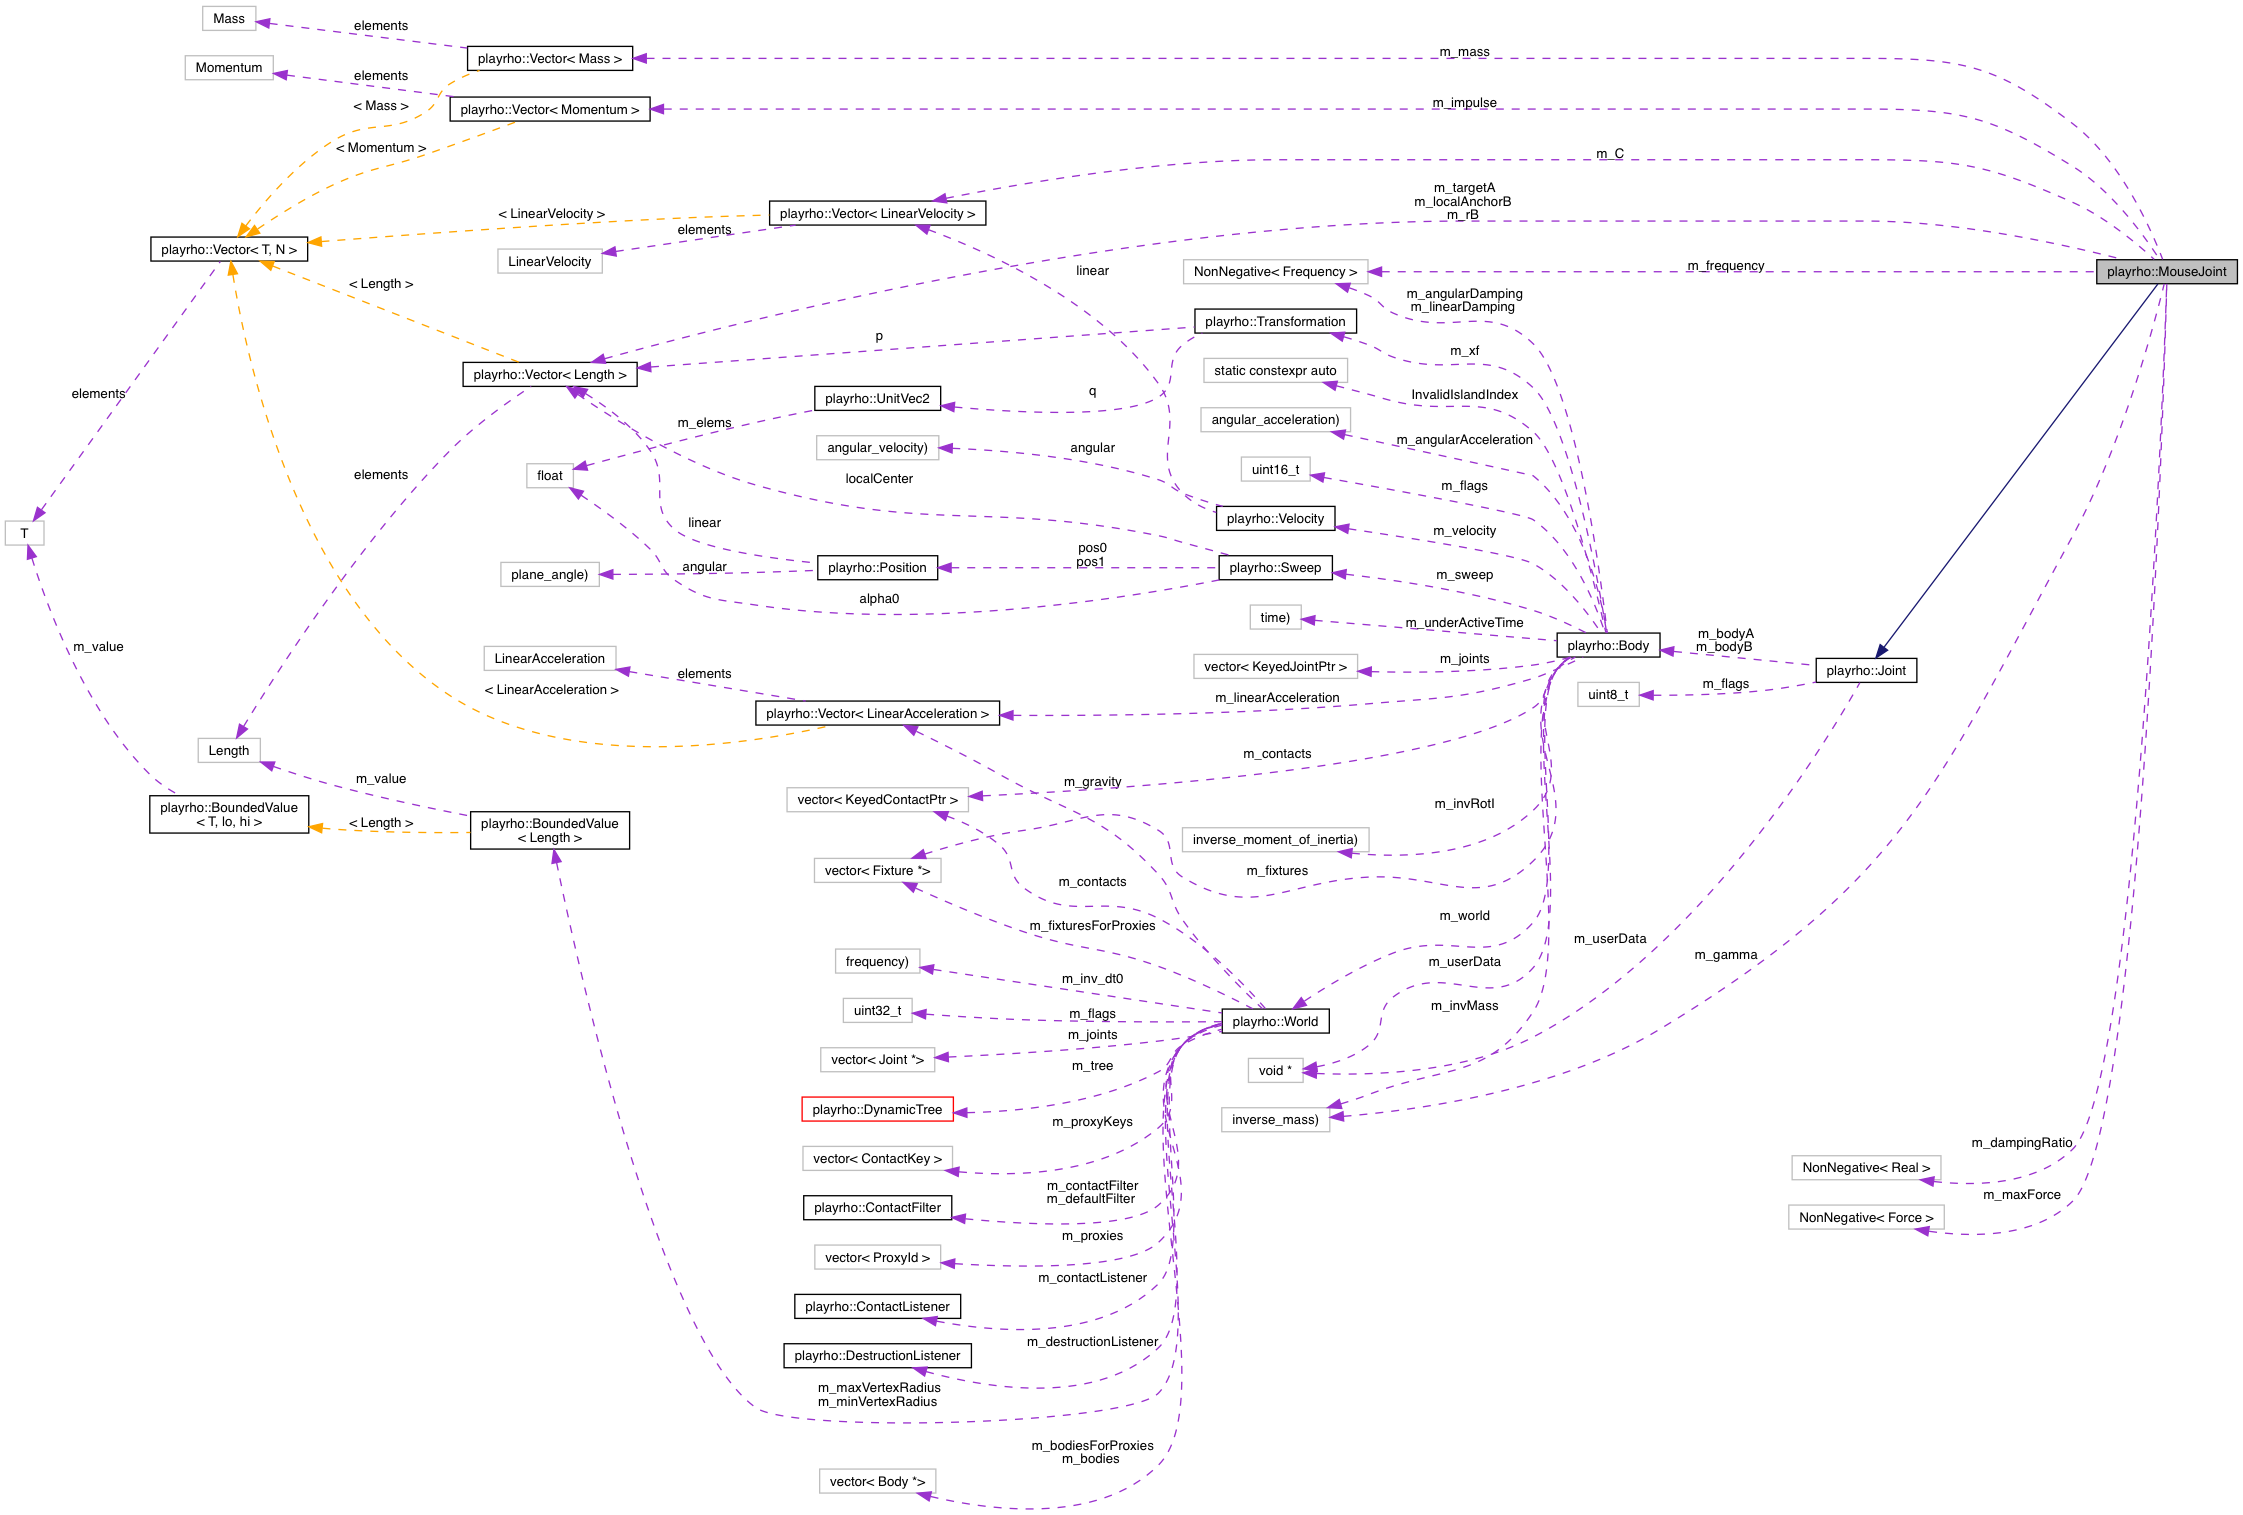 Mass
elements
playrho::Vector< Mass >
m_mass
Momentum
elements
< Mass >
playrho::Vector< Momentum >
m_impulse
< Momentum >
m_C
m_targetA
m_localAnchorB
m_rB
< LinearVelocity >
playrho::Vector< LinearVelocity >
elements
playrho::Vector< T, N >
LinearVelocity
linear
NonNegative< Frequency >
m_frequency
playrho::MouseJoint
< Length >
m_angularDamping
m_linearDamping
playrho::Transformation
p
m_xf
playrho::Vector< Length >
static constexpr auto
elements
playrho::UnitVec2
q
InvalidIslandIndex
m_elems
angular_acceleration)
m_angularAcceleration
angular_velocity)
angular
elements
float
localCenter
uint16_t
m_flags
T
linear
playrho::Velocity
m_velocity
pos0
pos1
plane_angle)
angular
playrho::Position
playrho::Sweep
m_sweep
alpha0
time)
m_underActiveTime
m_value
LinearAcceleration
elements
vector< KeyedJointPtr >
m_joints
playrho::Body
m_bodyA
m_bodyB
playrho::Joint
< LinearAcceleration >
m_linearAcceleration
uint8_t
m_flags
playrho::Vector< LinearAcceleration >
Length
m_contacts
m_value
m_gravity
playrho::BoundedValue
< T, lo, hi >
< Length >
playrho::BoundedValue
< Length >
vector< KeyedContactPtr >
m_invRotI
inverse_moment_of_inertia)
vector< Fixture *>
m_contacts
m_fixtures
m_fixturesForProxies
m_world
m_userData
m_gamma
frequency)
m_inv_dt0
m_userData
uint32_t
m_flags
playrho::World
m_invMass
vector< Joint *>
m_joints
m_tree
void *
playrho::DynamicTree
m_proxyKeys
inverse_mass)
vector< ContactKey >
m_dampingRatio
NonNegative< Real >
m_contactFilter
m_defaultFilter
playrho::ContactFilter
m_maxForce
NonNegative< Force >
m_proxies
vector< ProxyId >
m_contactListener
playrho::ContactListener
m_destructionListener
playrho::DestructionListener
m_maxVertexRadius
m_minVertexRadius
m_bodiesForProxies
m_bodies
vector< Body *>